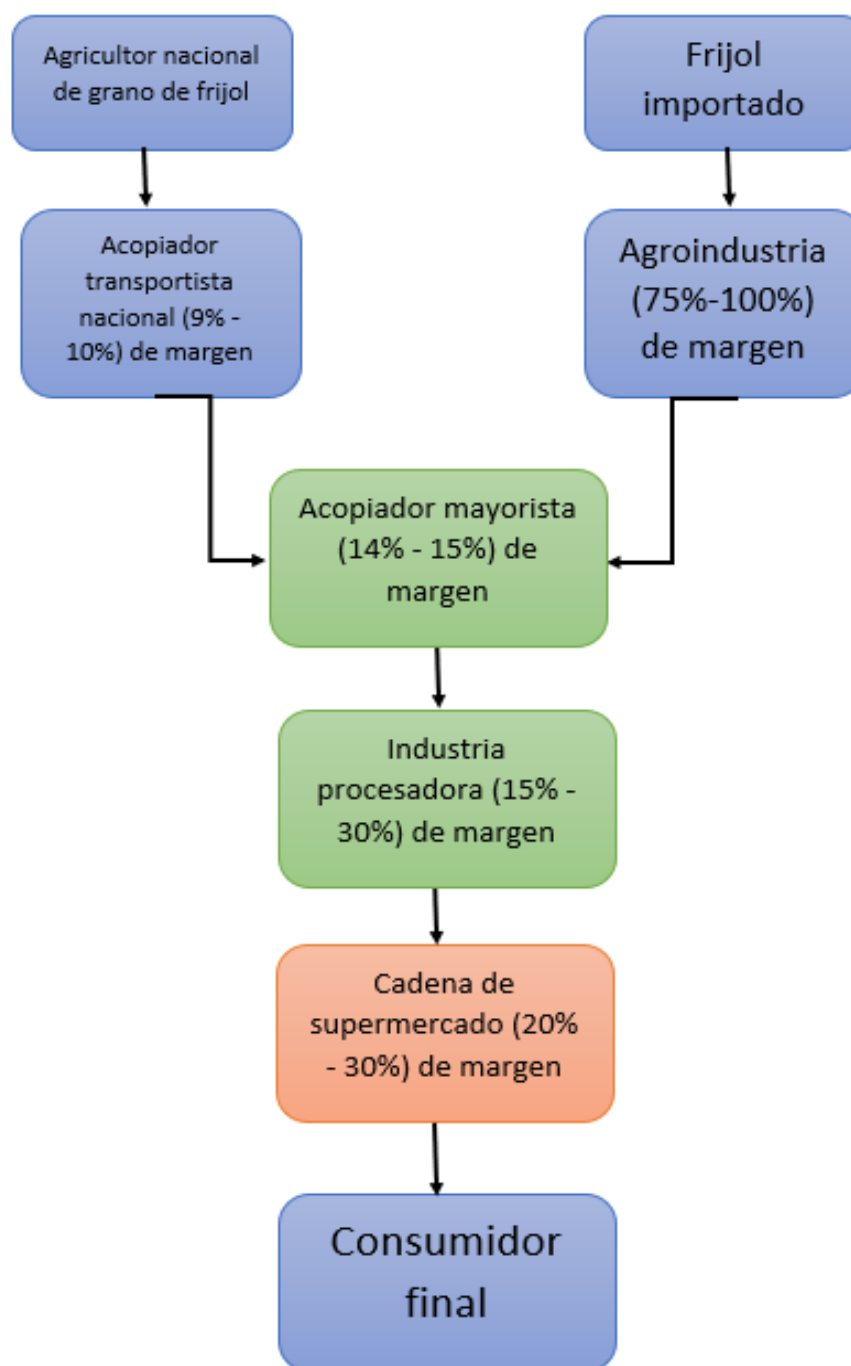 Agricultor nacional
de grano de frijol
Frijol
importado
Acopiador
transportista
nacional (9% -
10%) de margen
Agroindustria
(75%-100%)
de margen
Acopiador mayorista
(14% - 15%) de
margen
Industria
procesadora (15% -
30%) de margen
Cadena de
supermercado (20%
- 30%) de margen
Consumidor
final